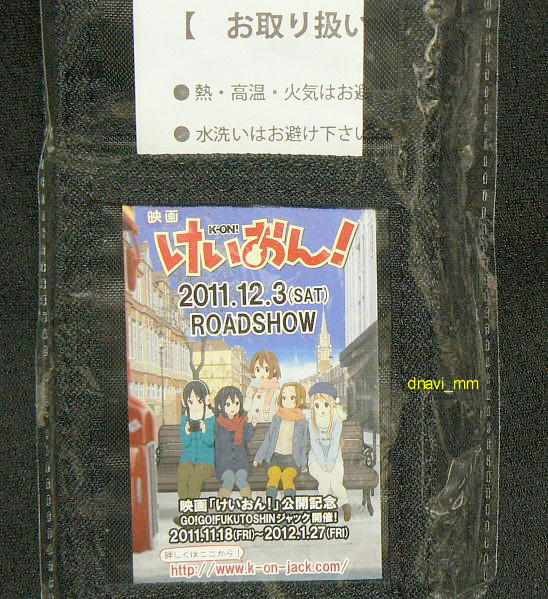 【 お取り扱い
● 熱・高温・火気はお避
● 水洗いはお避け下さい
映画
K-ON!
けいおん!
2011.12.3(SAT)
ROADSHOW
dnavi_mm
映画「けいおん!」公開記念
GO!GO!FUKUTOSHINジャック開催!
2011.11.18(FRI)~2012.1.27(FRI)
詳しくはここから!
http://www.k-on-jack.com/